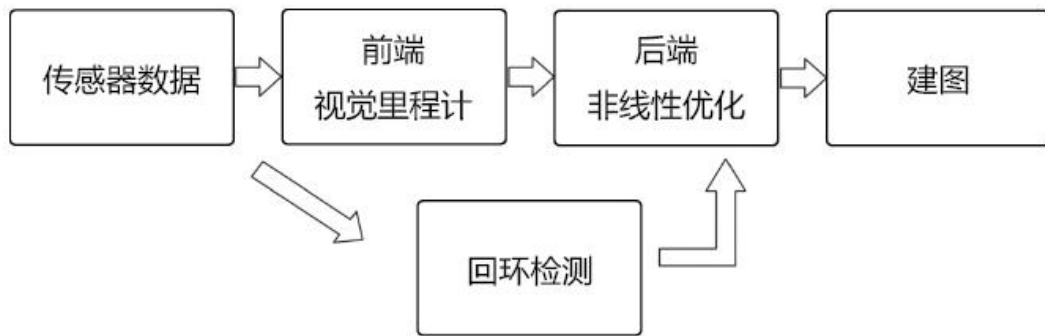 传感器数据
前端
视觉里程计
后端
非线性优化
建图
回环检测